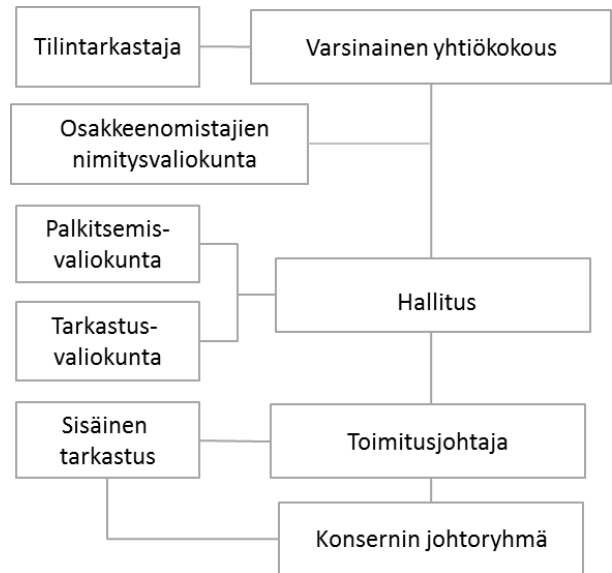 Tilintarkastaja
Varsinainen yhtiökokous
Osakkeenomistajien
nimitysvaliokunta
Palkitsemis-
valiokunta
Hallitus
Tarkastus-
valiokunta
Sisäinen
tarkastus
Toimitusjohtaja
Konsernin johtoryhmä